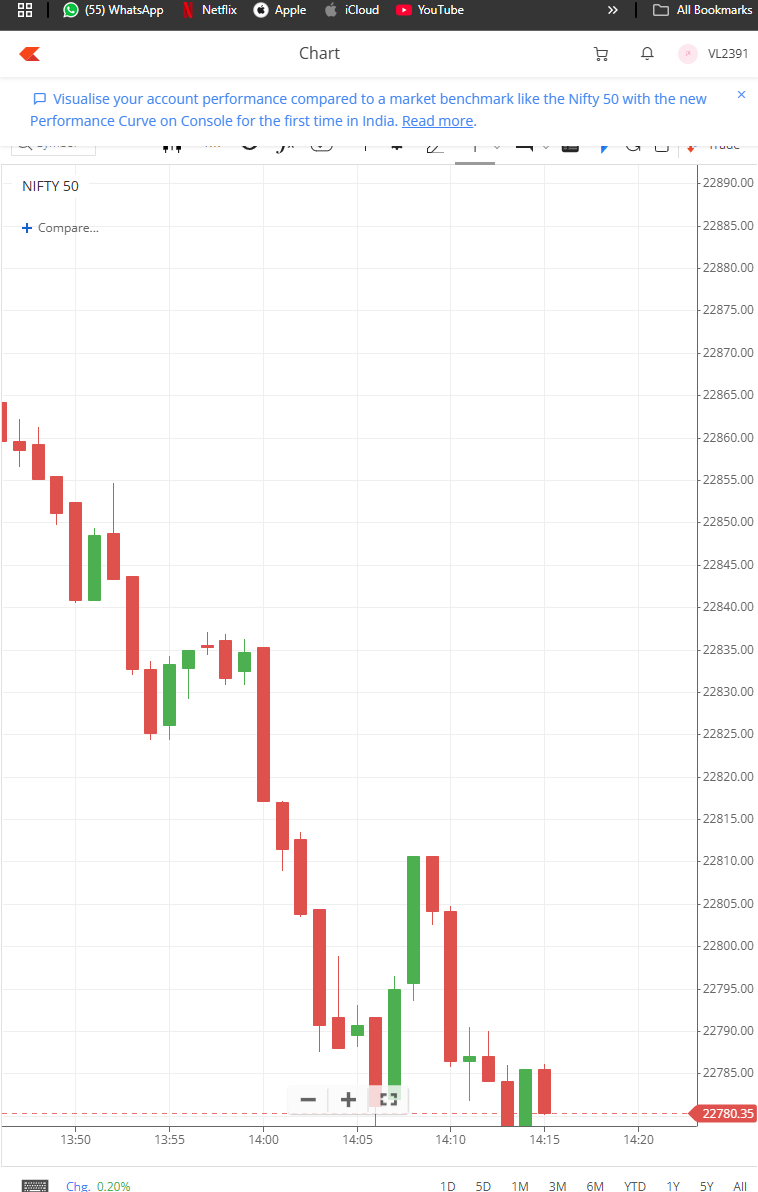 (55) WhatsApp Netflix Apple iCloud YouTube » All Bookmarks
Chart VL2391
Visualise your account performance compared to a market benchmark like the Nifty 50 with the new
Performance Curve on Console for the first time in India. Read more.
Trade
NIFTY 50
+ Compare...
22890.00
22885.00
22880.00
22875.00
22870.00
22865.00
22860.00
22855.00
22850.00
22845.00
22840.00
22835.00
22830.00
22825.00
22820.00
22815.00
22810.00
22805.00
22800.00
22795.00
22790.00
22785.00
22780.35
13:50 13:55 14:00 14:05 14:10 14:15 14:20
Chg. 0.20% 1D 5D 1M 3M 6M YTD 1Y 5Y All